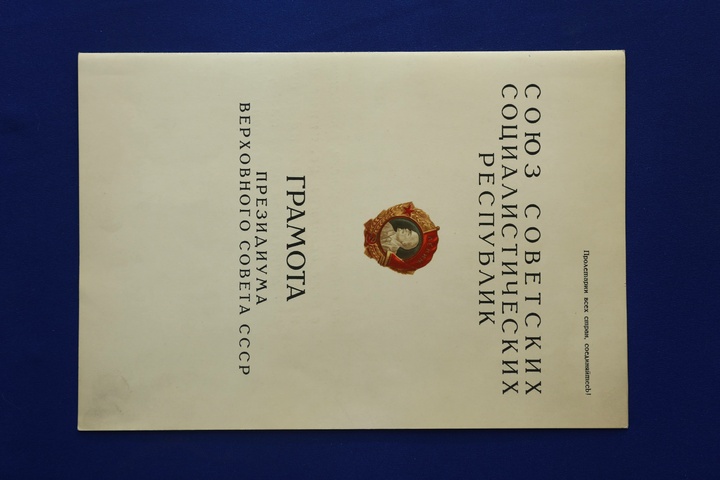 Пролетарии всех стран, соединяйтесь!
СОЮЗ СОВЕТСКИХ
СОЦИАЛИСТИЧЕСКИХ
РЕСПУБЛИК
ГРАМОТА
ПРЕЗИДИУМА
ВЕРХОВНОГО СОВЕТА СССР